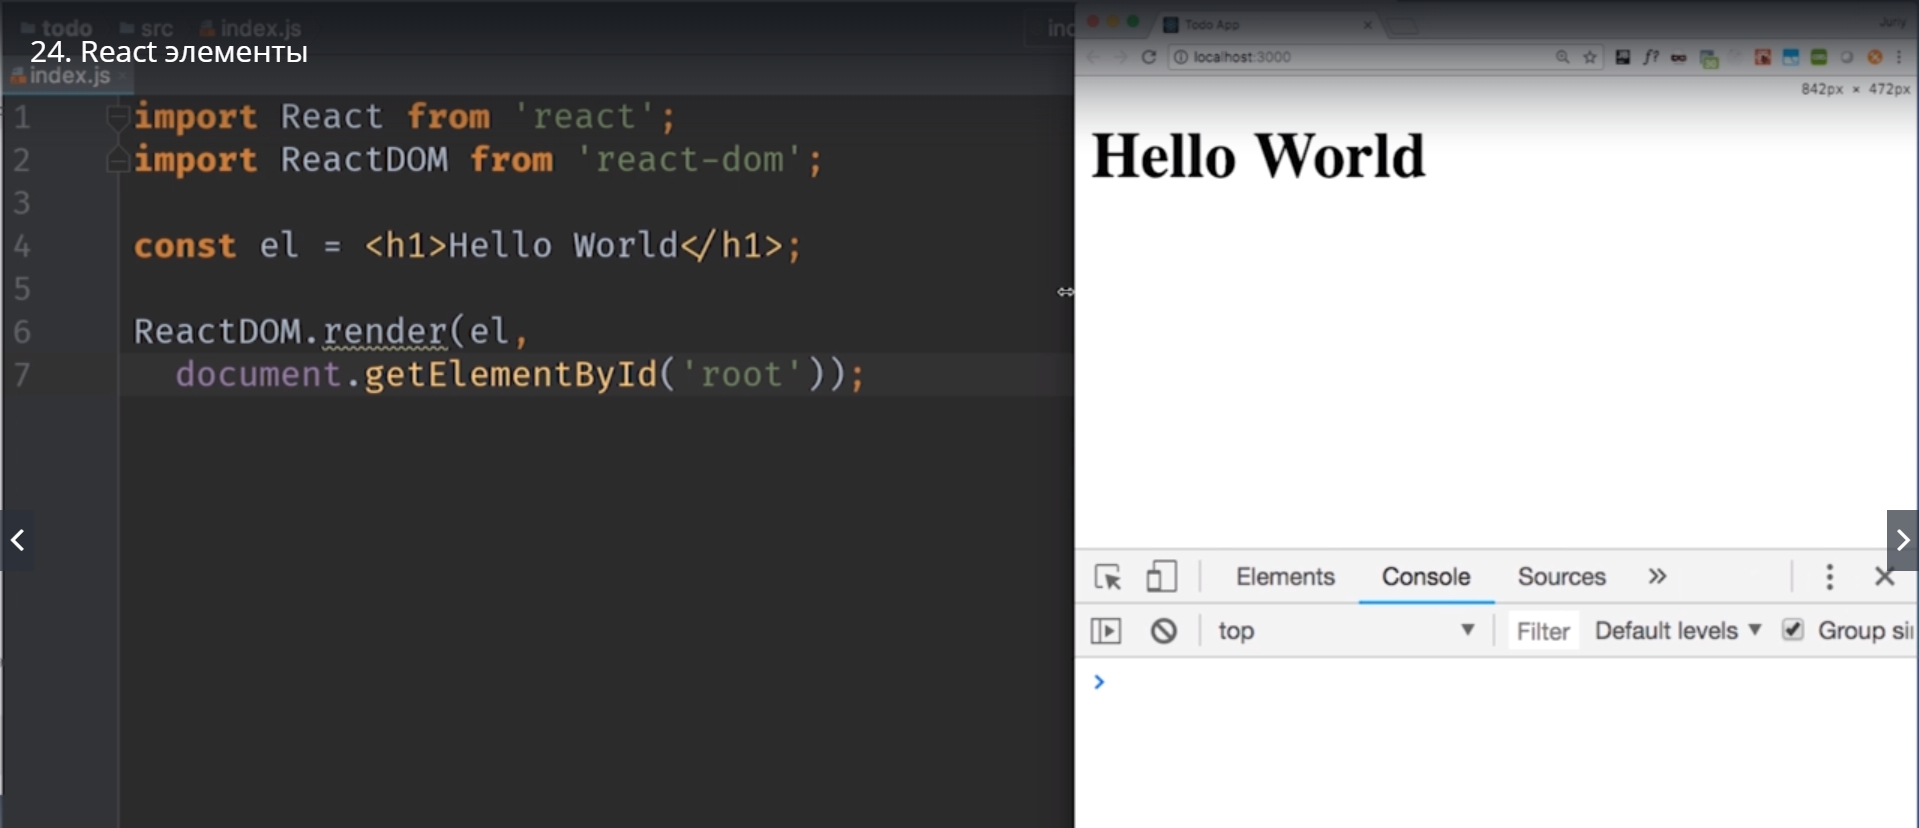 todo src index.js
24. React элементы
index.js
1 import React from 'react';
2 import ReactDOM from 'react-dom';
3
4 const el = <h1>Hello World</h1>;
5
6 ReactDOM.render(el,
7 document.getElementById('root'));
Todo App
Juriy
localhost:3000
842px × 472px
Hello World
Elements Console Sources
top Filter Default levels Group si